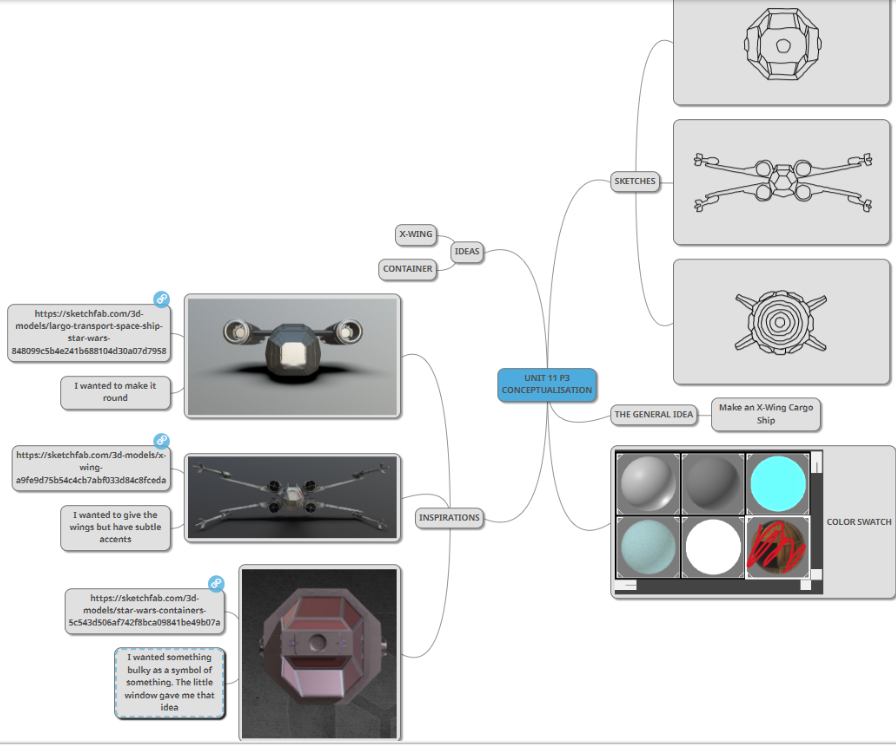 SKETCHES
X-WING
IDEAS
CONTAINER
https://sketchfab.com/3d-
models/largo-transport-space-ship-
star-wars-
848099c5b4e241b688104d30a07d7958
I wanted to make it
round
UNIT 11 P3
CONCEPTUALISATION
THE GENERAL IDEA
Make an X-Wing Cargo
Ship
https://sketchfab.com/3d-models/x-
wing-
a9fe9d75b54c4cb7abf033d84c8fceda
I wanted to give the
wings but have subtle
accents
INSPIRATIONS
COLOR SWATCH
https://sketchfab.com/3d-
models/star-wars-containers-
5c543d506af742f8bca09841be49b07a
I wanted something
bulky as a symbol of
something. The little
window gave me that
idea